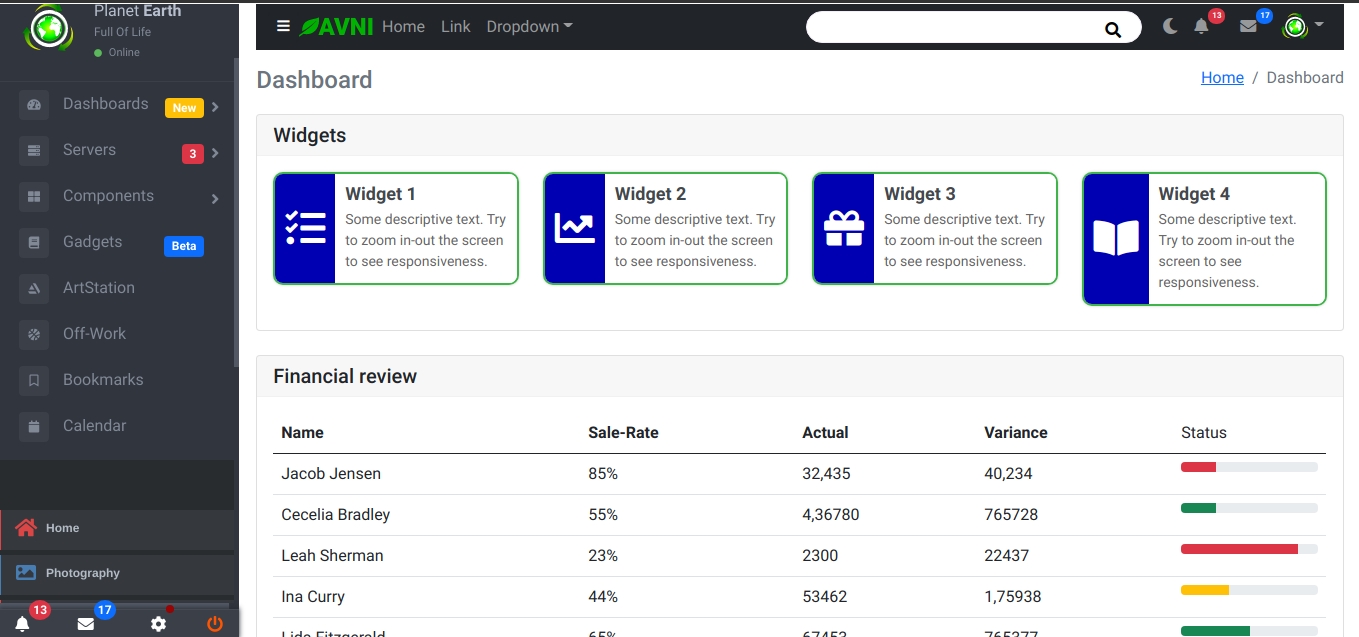 Planet Earth
Full Of Life
Online
Dashboards New
Servers 3
Components
Gadgets Beta
ArtStation
Off-Work
Bookmarks
Calendar
Home
Photography
13 17
AVNI Home Link Dropdown 13 17
Dashboard
Home / Dashboard
Widgets
Widget 1
Some descriptive text. Try
to zoom in-out the screen
to see responsiveness.
Widget 2
Some descriptive text. Try
to zoom in-out the screen
to see responsiveness.
Widget 3
Some descriptive text. Try
to zoom in-out the screen
to see responsiveness.
Widget 4
Some descriptive text.
Try to zoom in-out the
screen to see
responsiveness.
Financial review
Name Sale-Rate Actual Variance Status
Jacob Jensen 85% 32,435 40,234
Cecelia Bradley 55% 4,36780 765728
Leah Sherman 23% 2300 22437
Ina Curry 44% 53462 1,75938
Lida Fitzgerald 65% 67453 765377